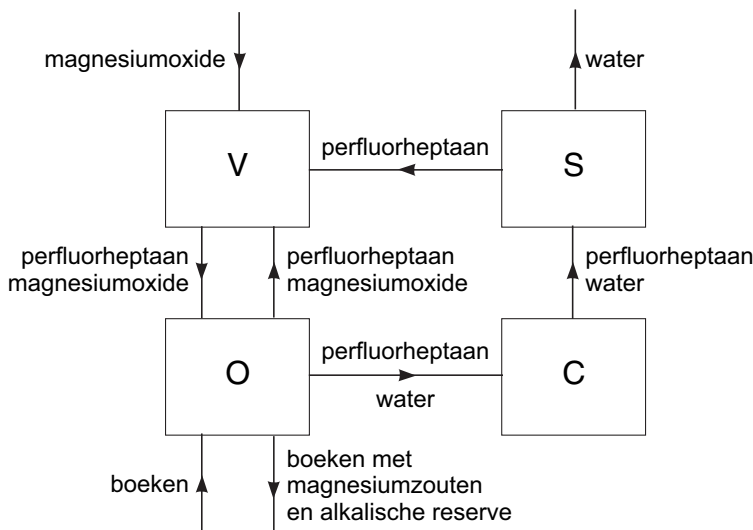 magnesiumoxide
water
V
perfluorheptaan
S
perfluorheptaan
magnesiumoxide
perfluorheptaan
magnesiumoxide
perfluorheptaan
water
O
perfluorheptaan
water
C
boeken
boeken met
magnesiumzouten
en alkalische reserve